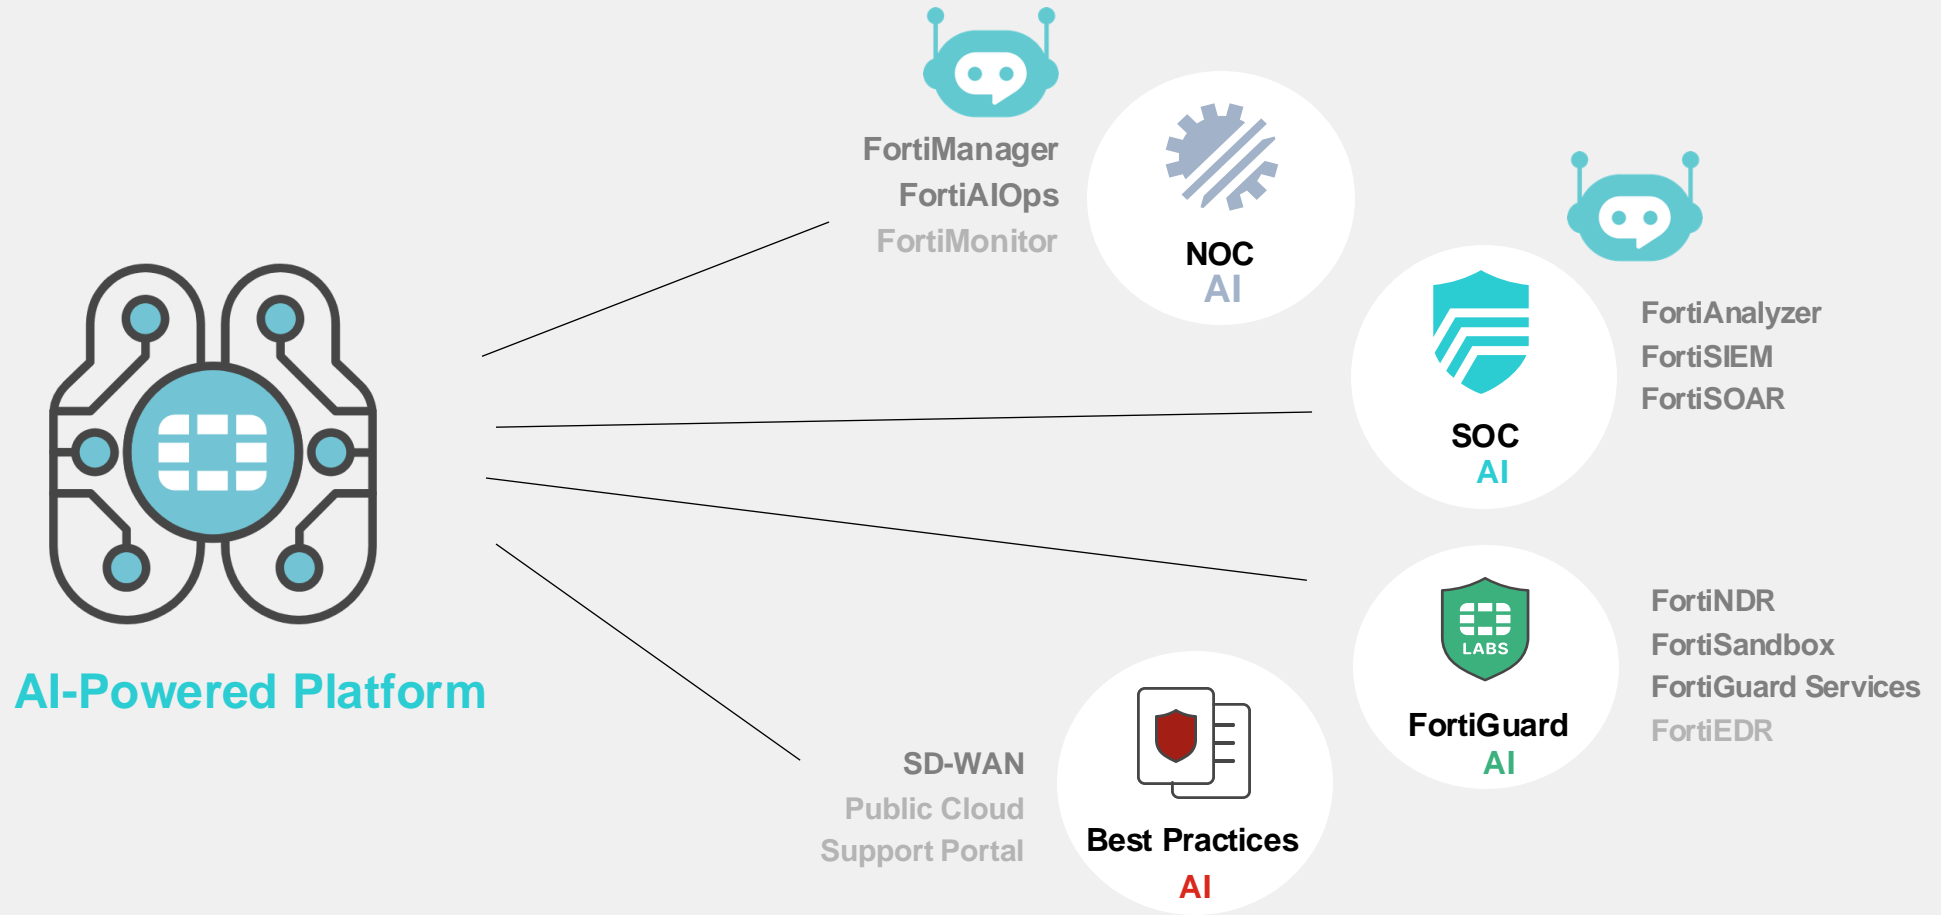 FortiManager
FortiAIOps
FortiMonitor
NOC
AI
FortiAnalyzer
FortiSIEM
FortiSOAR
SOC
AI
AI-Powered Platform
LABS
FortiGuard
AI
FortiNDR
FortiSandbox
FortiGuard Services
FortiEDR
SD-WAN
Public Cloud
Support Portal
Best Practices
AI